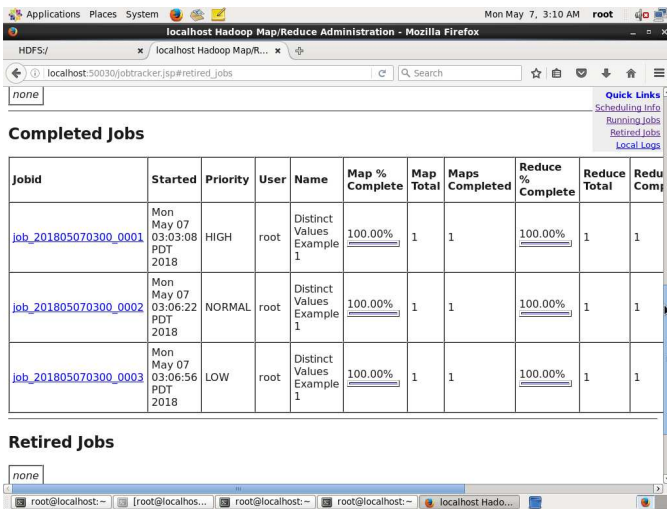 Applications Places System Mon May 7, 3:10 AM root
localhost Hadoop Map/Reduce Administration - Mozilla Firefox
HDFS:/ × localhost Hadoop Map/R... ×
localhost:50030/jobtracker.jsp#retired_jobs Search
none
Quick Links
Scheduling Info
Running Jobs
Retired Jobs
Local Logs
Completed Jobs
Jobid Started Priority User Name Map % Complete Map Total Maps Completed Reduce % Complete Reduce Total Redu Comp
job_201805070300_0001 Mon May 07 03:03:08 PDT 2018 HIGH root Distinct Values Example 1 100.00% 1 1 100.00% 1 1
job_201805070300_0002 Mon May 07 03:06:22 PDT 2018 NORMAL root Distinct Values Example 1 100.00% 1 1 100.00% 1 1
job_201805070300_0003 Mon May 07 03:06:56 PDT 2018 LOW root Distinct Values Example 1 100.00% 1 1 100.00% 1 1
Retired Jobs
none
root@localhost:~ [root@localhos... root@localhost:~ root@localhost:~ localhost Hado...